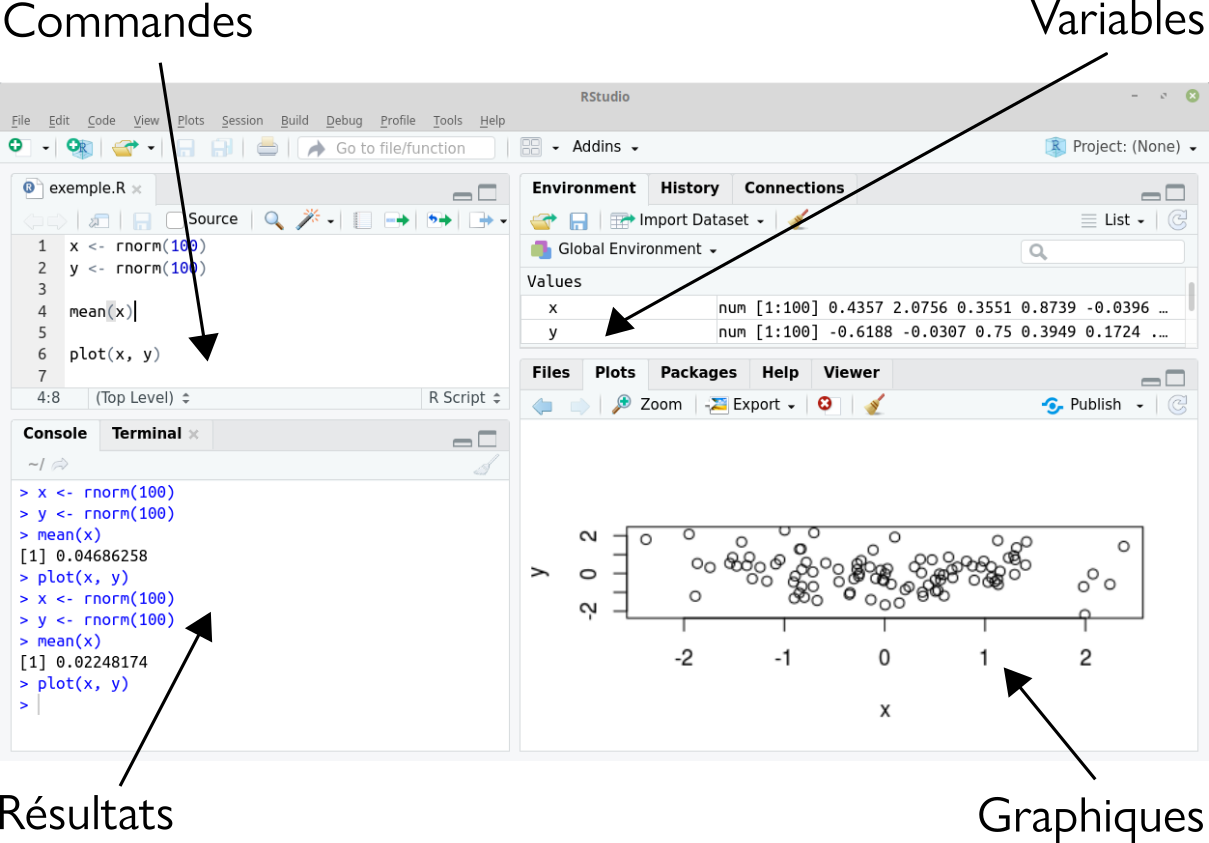 Commandes
Variables
RStudio
File Edit Code View Plots Session Build Debug Profile Tools Help
Go to file/function
Addins
Project: (None)
exemple.R
Source
1 x <- rnorm(100)
2 y <- rnorm(100)
3
4 mean(x)
5
6 plot(x, y)
7
4:8 (Top Level) R Script
Console Terminal
~/
> x <- rnorm(100)
> y <- rnorm(100)
> mean(x)
[1] 0.04686258
> plot(x, y)
> x <- rnorm(100)
> y <- rnorm(100)
> mean(x)
[1] 0.02248174
> plot(x, y)
>
Environment History Connections
Import Dataset List
Global Environment
Values
x num [1:100] 0.4357 2.0756 0.3551 0.8739 -0.0396 …
y num [1:100] -0.6188 -0.0307 0.75 0.3949 0.1724 .…
Files Plots Packages Help Viewer
Zoom Export Publish
y
2
0
-2
-2 -1 0 1 2
x
Résultats
Graphiques